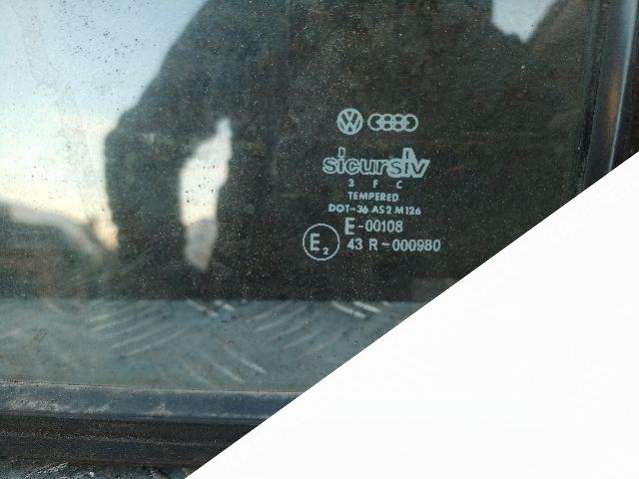 sicursiv
3 F C
TEMPERED
DOT-36 AS2 M126
E-00108
E2 43 R-000980